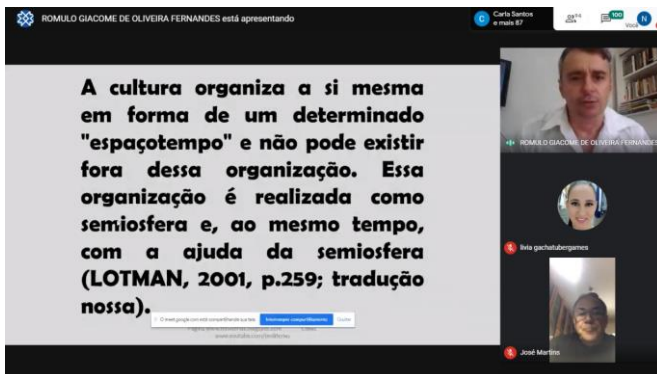 ROMULO GIACOME DE OLIVEIRA FERNANDES está apresentando
C
Carla Santos
e mais 87
100
Você
N
A cultura organiza a si mesma
em forma de um determinado
"espaçotempo" e não pode existir
fora dessa organização. Essa
organização é realizada como
semiosfera e, ao mesmo tempo,
com a ajuda da semiosfera
(LOTMAN, 2001, p.259; tradução
nossa).
O meet.google.com está compartilhando sua tela.
Interromper compartilhamento
Ocultar
ROMULO GIACOME DE OLIVEIRA FERNANDES
livia gachatubergames
José Martins